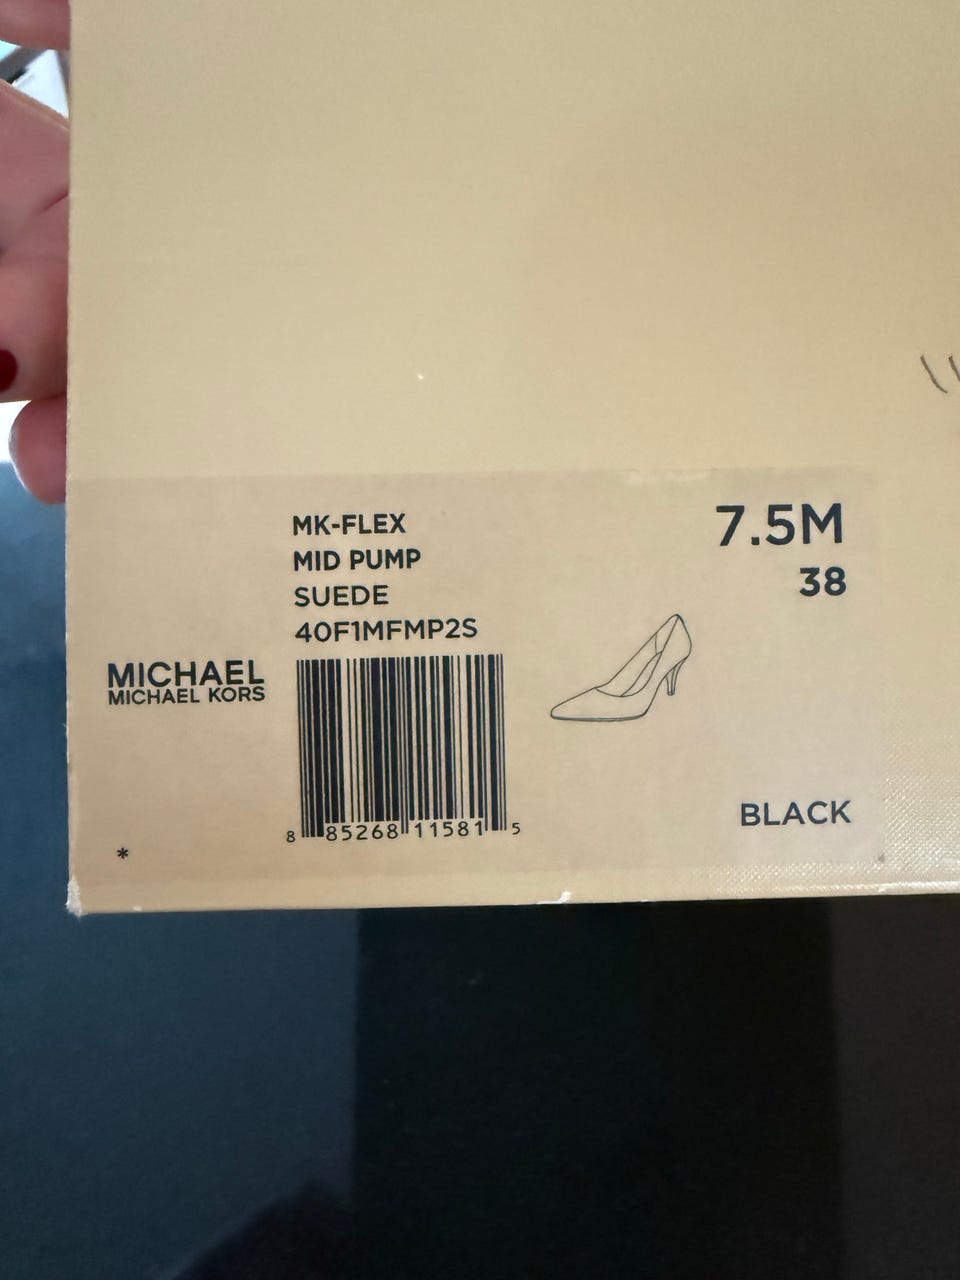 MK-FLEX
MID PUMP
SUEDE
40F1MFMP2S
7.5M
38
MICHAEL
MICHAEL KORS
8 85268 11581 5
BLACK
*